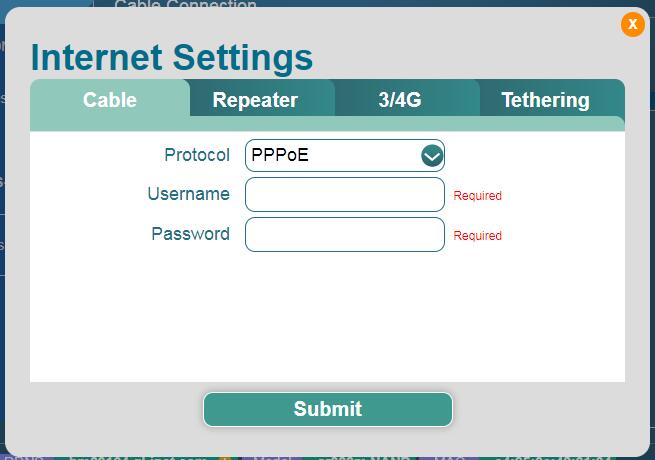 Cable Connection
X
Internet Settings
Cable Repeater 3/4G Tethering
Protocol PPPoE
Username Required
Password Required
Submit